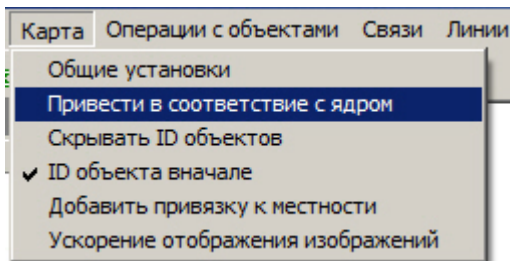 Карта Операции с объектами Связи Линии
Общие установки
Привести в соответствие с ядром
Скрывать ID объектов
ID объекта вначале
Добавить привязку к местности
Ускорение отображения изображений